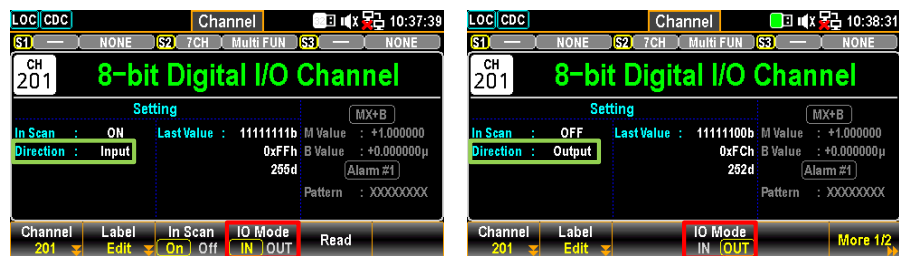 LOC CDC Channel 10:37:39
S1 — NONE S2 7CH Multi FUN S3 — NONE
CH 201 8-bit Digital I/O Channel
Setting
MX+B
In Scan : ON Last Value : 11111111b M Value : +1.000000
Direction : Input 0xFFh B Value : +0.000000µ
255d Alarm #1
Pattern : XXXXXXXX
Channel Label In Scan IO Mode Read
201 Edit On Off IN OUT
LOC CDC Channel 10:38:31
S1 — NONE S2 7CH Multi FUN S3 — NONE
CH 201 8-bit Digital I/O Channel
Setting
MX+B
In Scan : OFF Last Value : 11111100b M Value : +1.000000
Direction : Output 0xFCh B Value : +0.000000µ
252d Alarm #1
Pattern : XXXXXXXX
Channel Label IO Mode More 1/2
201 Edit IN OUT